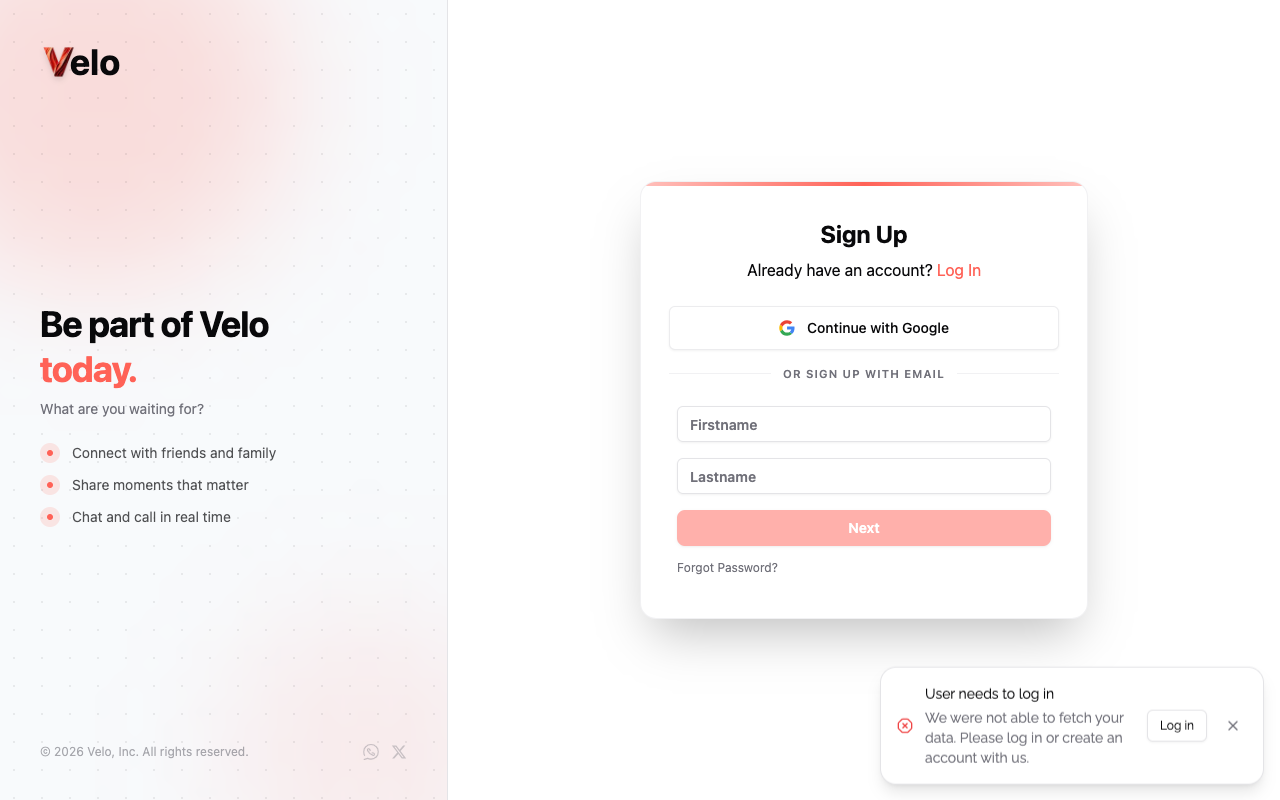 Velo
Be part of Velo
today.
What are you waiting for?
Connect with friends and family
Share moments that matter
Chat and call in real time
© 2026 Velo, Inc. All rights reserved.
Sign Up
Already have an account? Log In
Continue with Google
OR SIGN UP WITH EMAIL
Firstname
Lastname
Next
Forgot Password?
User needs to log in
We were not able to fetch your
data. Please log in or create an
account with us.
Log in